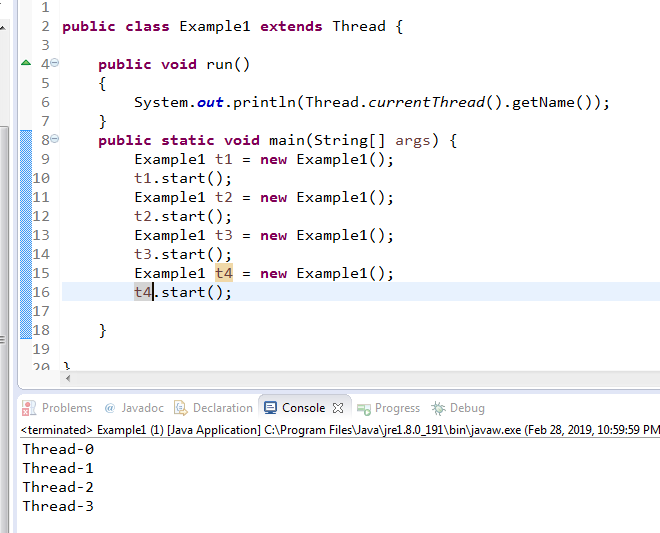 1
2 public class Example1 extends Thread {
3
4 public void run()
5 {
6 System.out.println(Thread.currentThread().getName());
7 }
8 public static void main(String[] args) {
9 Example1 t1 = new Example1();
10 t1.start();
11 Example1 t2 = new Example1();
12 t2.start();
13 Example1 t3 = new Example1();
14 t3.start();
15 Example1 t4 = new Example1();
16 t4.start();
17
18 }
19
20 }
Problems @ Javadoc Declaration Console Progress Debug
<terminated> Example1 (1) [Java Application] C:\Program Files\Java\jre1.8.0_191\bin\javaw.exe (Feb 28, 2019, 10:59:59 PM
Thread-0
Thread-1
Thread-2
Thread-3